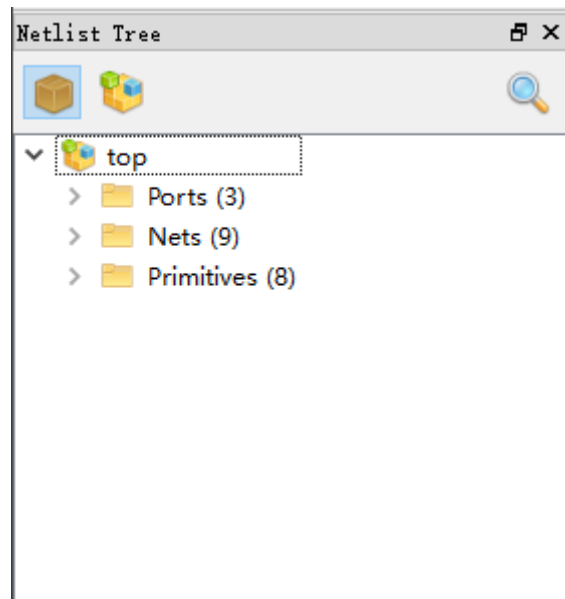 Netlist Tree
top
Ports (3)
Nets (9)
Primitives (8)